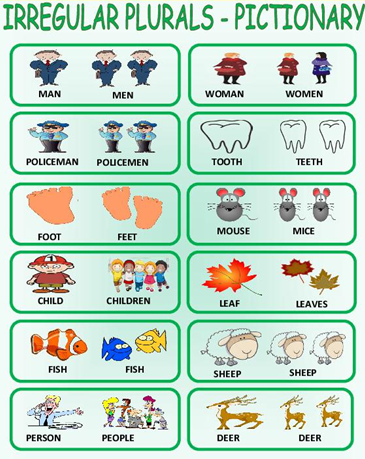 IRREGULAR PLURALS - PICTIONARY
MAN MEN
WOMAN WOMEN
POLICEMAN POLICEMEN
TOOTH TEETH
FOOT FEET
MOUSE MICE
CHILD CHILDREN
LEAF LEAVES
FISH FISH
SHEEP SHEEP
PERSON PEOPLE
DEER DEER